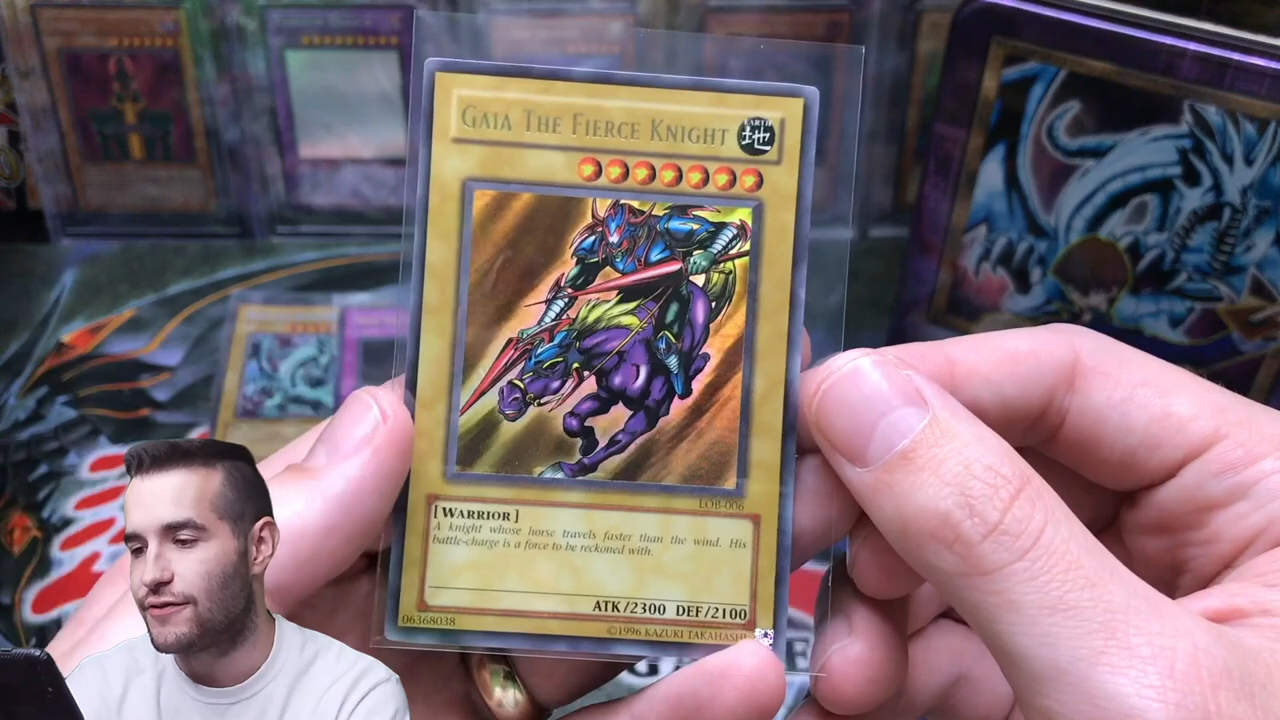 GAIA THE FIERCE KNIGHT
EARTH
地
LOB-006
[WARRIOR]
A knight whose horse travels faster than the wind. His
battle-charge is a force to be reckoned with.
ATK/2300 DEF/2100
06368038
©1996 KAZUKI TAKAHASHI